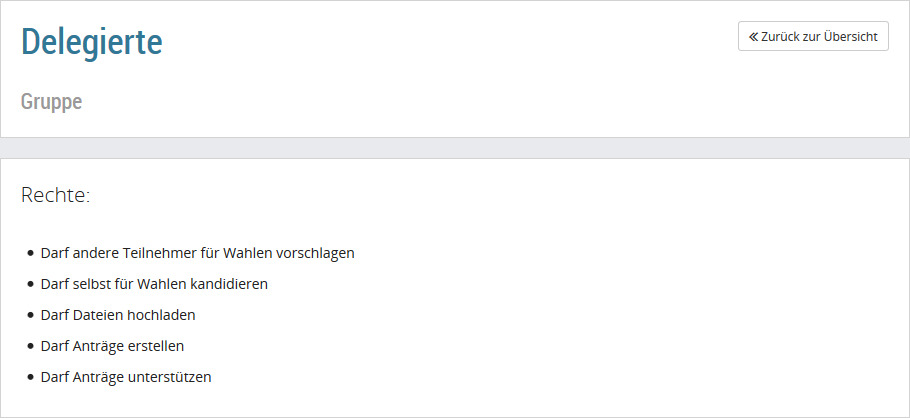 Delegierte
Zurück zur Übersicht
Gruppe
Rechte:
Darf andere Teilnehmer für Wahlen vorschlagen
Darf selbst für Wahlen kandidieren
Darf Dateien hochladen
Darf Anträge erstellen
Darf Anträge unterstützen